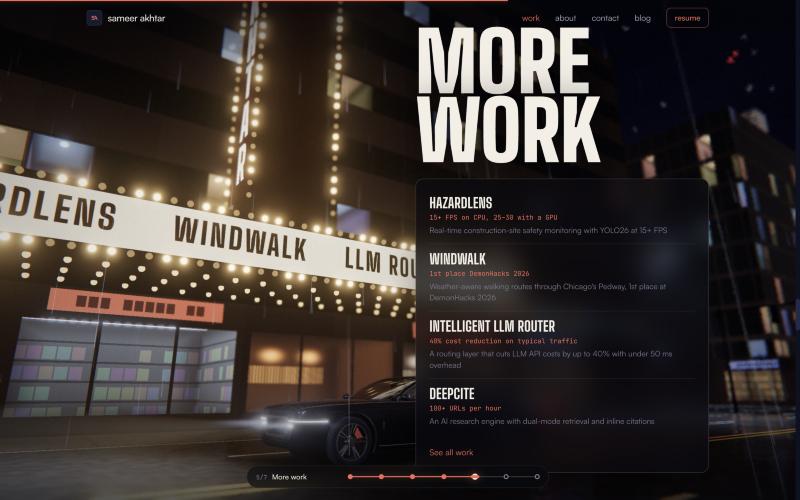 SA
sameer akhtar
work
about
contact
blog
resume
MORE
WORK
TAR
RDLENS
WINDWALK
LLM ROU
HAZARDLENS
15+ FPS on CPU, 25–30 with a GPU
Real-time construction-site safety monitoring with YOLO26 at 15+ FPS
WINDWALK
1st place DemonHacks 2026
Weather-aware walking routes through Chicago's Pedway, 1st place at
DemonHacks 2026
INTELLIGENT LLM ROUTER
40% cost reduction on typical traffic
A routing layer that cuts LLM API costs by up to 40% with under 50 ms
overhead
DEEPCITE
100+ URLs per hour
An AI research engine with dual-mode retrieval and inline citations
See all work
5/7
More work